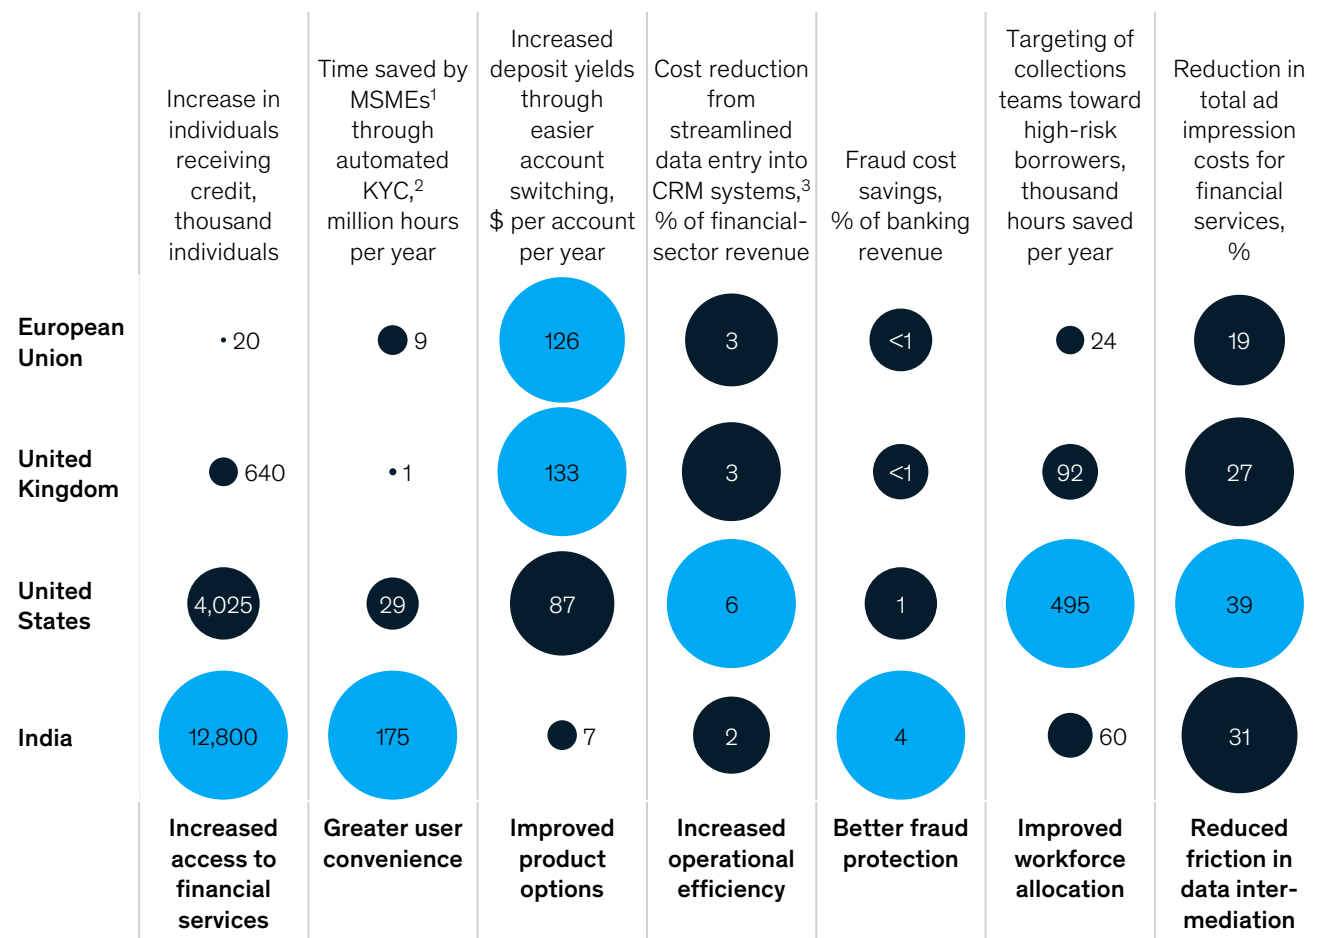 Increase in
individuals
receiving
credit,
thousand
individuals
Time saved by
MSMEs¹
through
automated
KYC,²
million hours
per year
Increased
deposit yields
through
easier
account
switching,
$ per account
per year
Cost reduction
from
streamlined
data entry into
CRM systems,³
% of financial-
sector revenue
Fraud cost
savings,
% of banking
revenue
Targeting of
collections
teams toward
high-risk
borrowers,
thousand
hours saved
per year
Reduction in
total ad
impression
costs for
financial
services,
%
European
Union
20
9
126
3
<1
24
19
United
Kingdom
640
1
133
3
<1
92
27
United
States
4,025
29
87
6
1
495
39
India
12,800
175
7
2
4
60
31
Increased
access to
financial
services
Greater user
convenience
Improved
product
options
Increased
operational
efficiency
Better fraud
protection
Improved
workforce
allocation
Reduced
friction in
data inter-
mediation